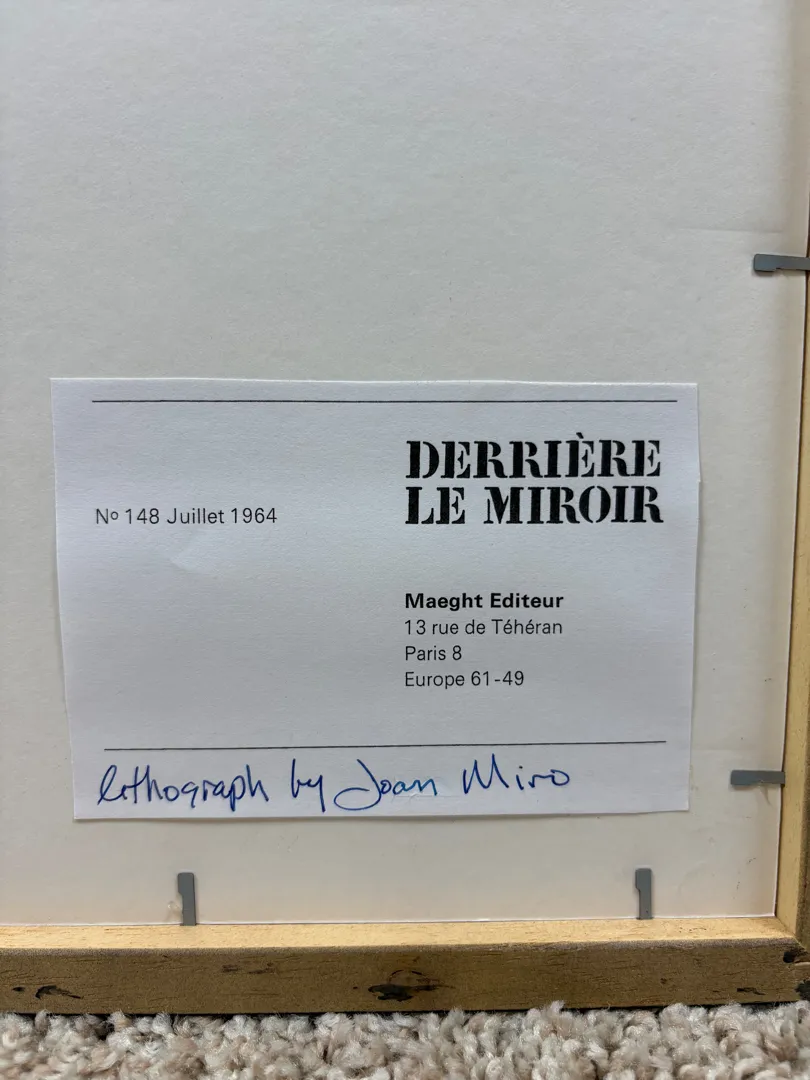 DERRIÈRE
LE MIROIR
Nº 148 Juillet 1964
Maeght Editeur
13 rue de Téhéran
Paris 8
Europe 61-49
lithograph by Joan Miro